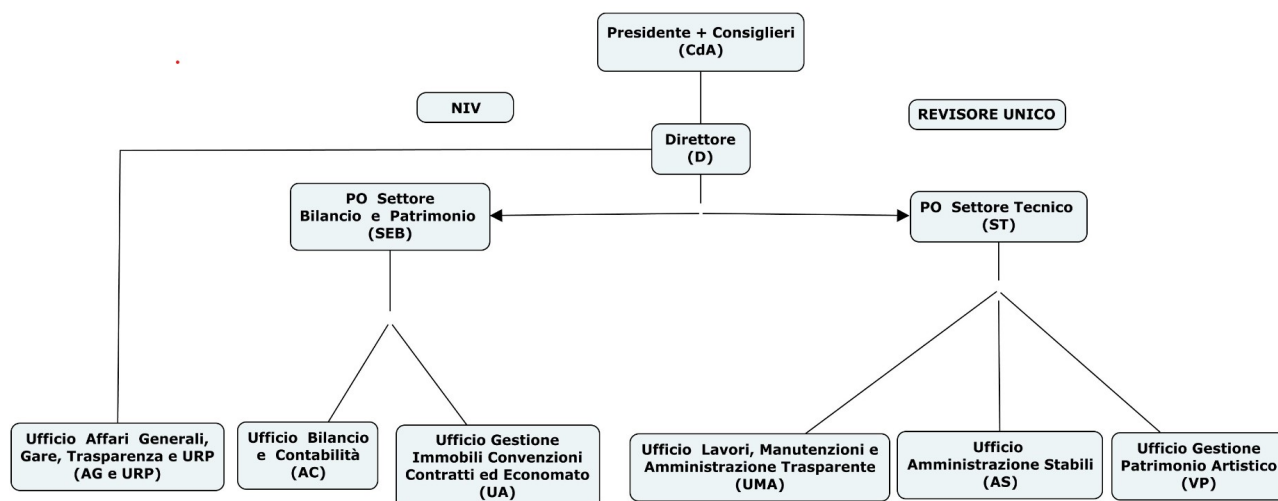 Presidente + Consiglieri
(CdA)
NIV
REVISORE UNICO
Direttore
(D)
PO Settore
Bilancio e Patrimonio
(SEB)
PO Settore Tecnico
(ST)
Ufficio Affari Generali,
Gare, Trasparenza e URP
(AG e URP)
Ufficio Bilancio
e Contabilità
(AC)
Ufficio Gestione
Immobili Convenzioni
Contratti ed Economato
(UA)
Ufficio Lavori, Manutenzioni e
Amministrazione Trasparente
(UMA)
Ufficio
Amministrazione Stabili
(AS)
Ufficio Gestione
Patrimonio Artistico
(VP)